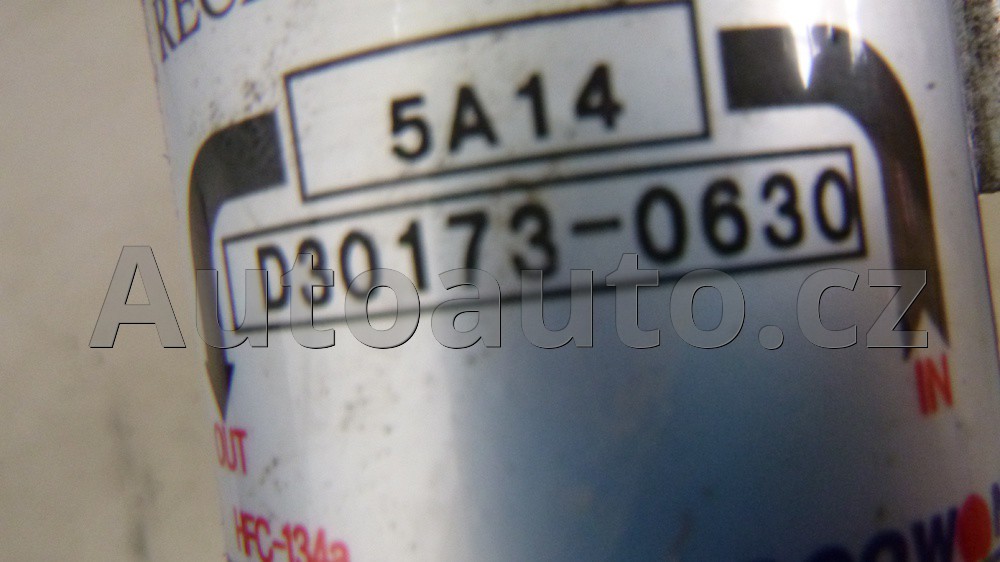 5A14
D30173-0630
Autoauto.cz
IN
OUT
HFC-134a